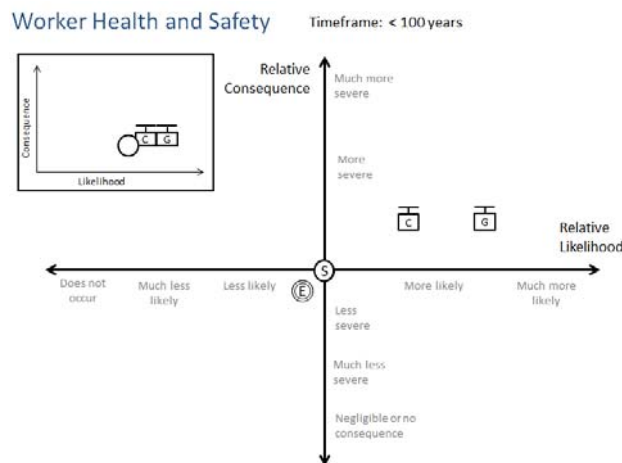 Worker Health and Safety
Timeframe: < 100 years
Consequence
C
G
Likelihood
Relative
Consequence
Much more
severe
More
severe
C
G
Relative
Likelihood
S
E
Does not
occur
Much less
likely
Less likely
More likely
Much more
likely
Less
severe
Much less
severe
Negligible or no
consequence